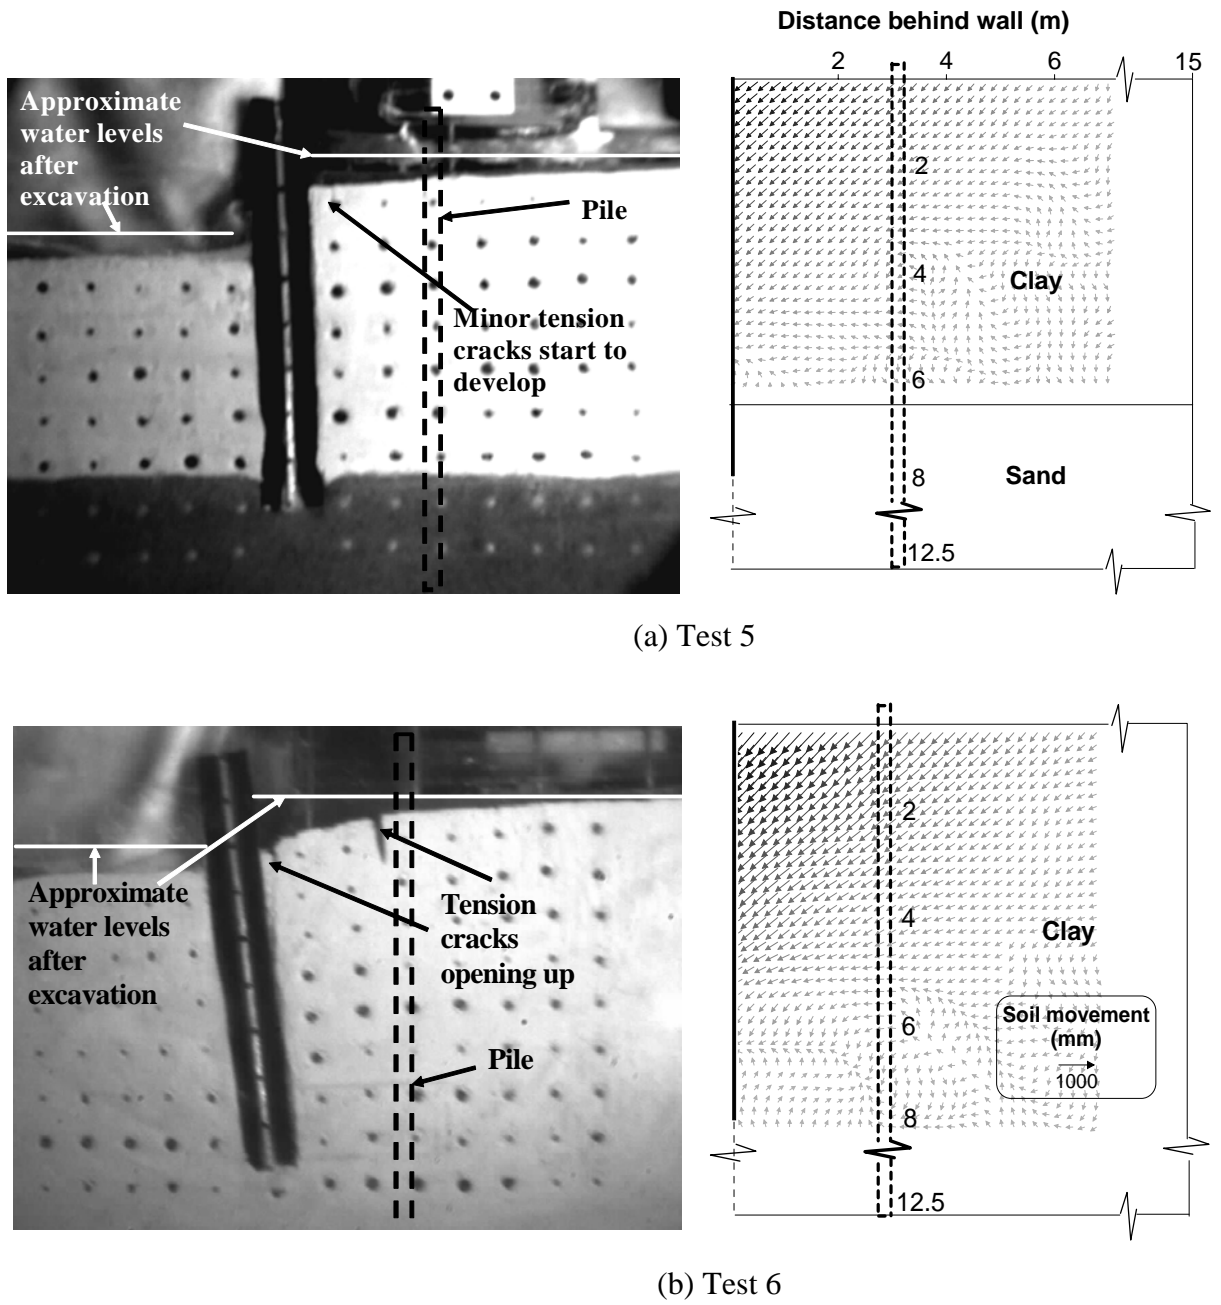 Distance behind wall (m)
2 4 6 15
Approximate
water levels
after
excavation
Pile
Minor tension
cracks start to
develop
2
4
Clay
6
8
Sand
12.5
(a) Test 5
Approximate
water levels
after
excavation
Tension
cracks
opening up
Pile
2
4
Clay
6
Soil movement
(mm)
1000
8
12.5
(b) Test 6